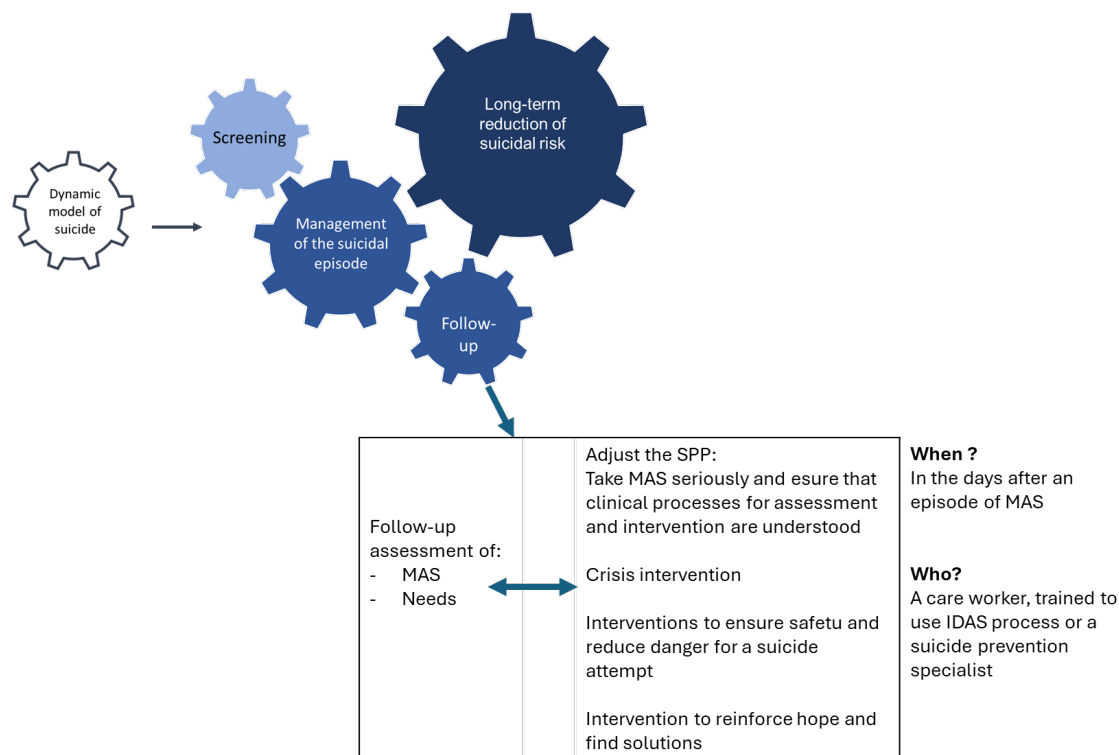 Long-term
reduction of
suicidal risk
Screening
Dynamic
model of
suicide
Management
of the suicidal
episode
Follow-
up
Follow-up
assessment of:
- MAS
- Needs
Adjust the SPP:
Take MAS seriously and esure that
clinical processes for assessment
and intervention are understood
Crisis intervention
Interventions to ensure safetu and
reduce danger for a suicide
attempt
Intervention to reinforce hope and
find solutions
When ?
In the days after an
episode of MAS
Who?
A care worker, trained to
use IDAS process or a
suicide prevention
specialist